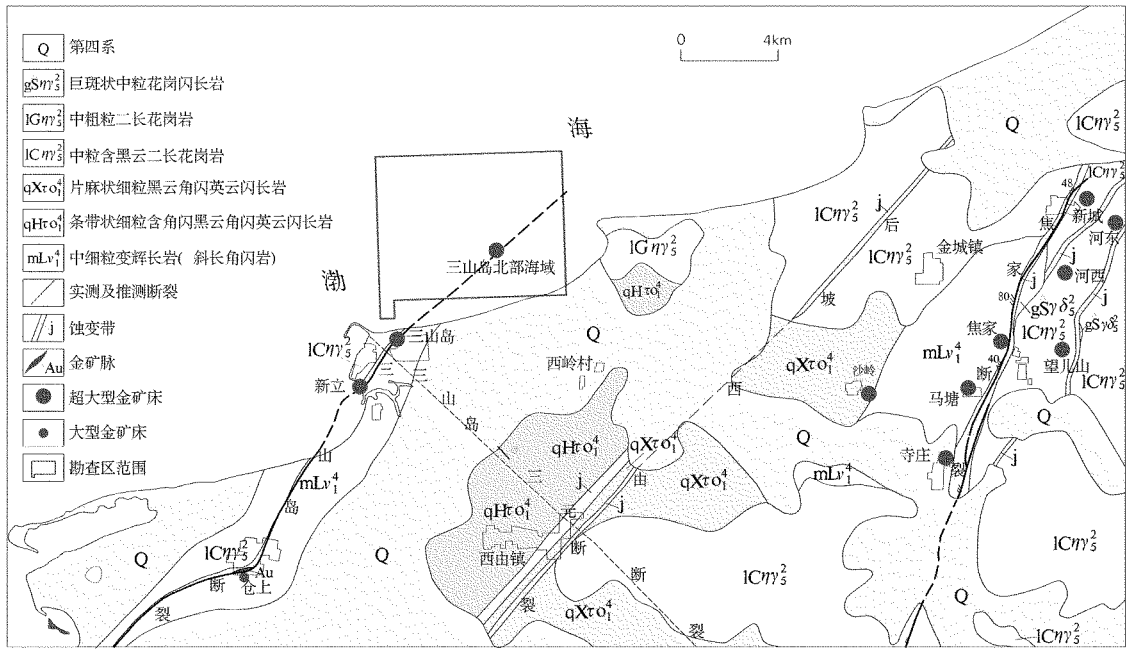 Q 第四系
gSηγ₅² 巨斑状中粒花岗闪长岩
lGηγ₅² 中粗粒二长花岗岩
lCηγ₅² 中粒含黑云二长花岗岩
qXτo₁⁴ 片麻状细粒黑云角闪英云闪长岩
qHτo₁⁴ 条带状细粒含角闪黑云角闪英云闪长岩
mLv₁⁴ 中细粒变辉长岩(斜长角闪岩)
实测及推测断裂
j 蚀变带
Au 金矿脉
超大型金矿床
大型金矿床
勘查区范围
0 4km
渤 海
三山岛北部海域
lGηγ₅²
qHτo₁⁴
Q
lCηγ₅²
三山岛
新立
三 山 岛 断 裂
mLv₁⁴
lCηγ₅²
Au
仓上
Q
Q
三 山 岛 三 元 断 裂
西岭村
Q
qHτo₁⁴
qHτo₁⁴
j
j
西由镇
qXτo₁⁴
qXτo₁⁴
qXτo₁⁴
后 坡 西 由 断 裂
j
lCηγ₅²
lCηγ₅²
金城镇
qXτo₁⁴
沙岭
Q
mLv₁⁴
lCηγ₅²
Q
lCηγ₅²
lCηγ₅²
48
新城
河东
河西
焦 家 断 裂
j
j
j
80
gSγδ₅²
gSγδ₅²
lCηγ₅²
焦家
40
望儿山
lCηγ₅²
mLv₁⁴
马塘
寺庄
Q
j
lCηγ₅²
Q
lCηγ₅²